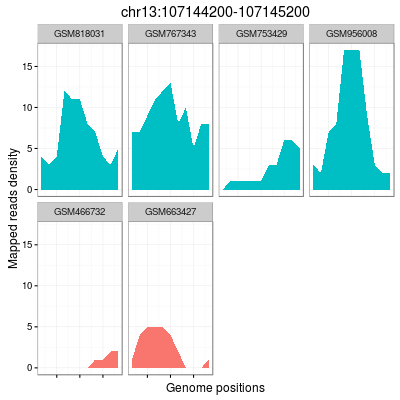 chr13:107144200-107145200
GSM818031 GSM767343 GSM753429 GSM956008
15
10
5
0
Mapped reads density
GSM466732 GSM663427
15
10
5
0
Genome positions